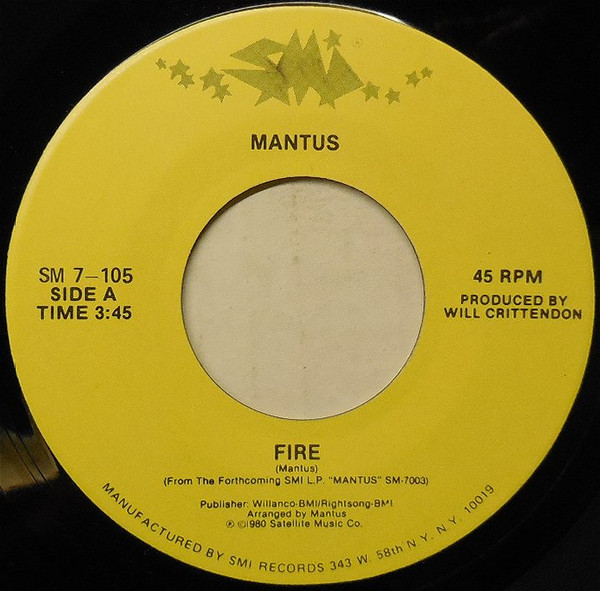 SMI
MANTUS
SM 7-105
SIDE A
TIME 3:45
45 RPM
PRODUCED BY
WILL CRITTENDON
FIRE
(Mantus)
(From The Forthcoming SMI L.P. "MANTUS" SM-7003)
Publisher: Willanco-BMI/Rightsong-BMI
Arranged by Mantus
℗ ©1980 Satellite Music Co.
MANUFACTURED BY SMI RECORDS 343 W. 58th N.Y. N.Y. 10019